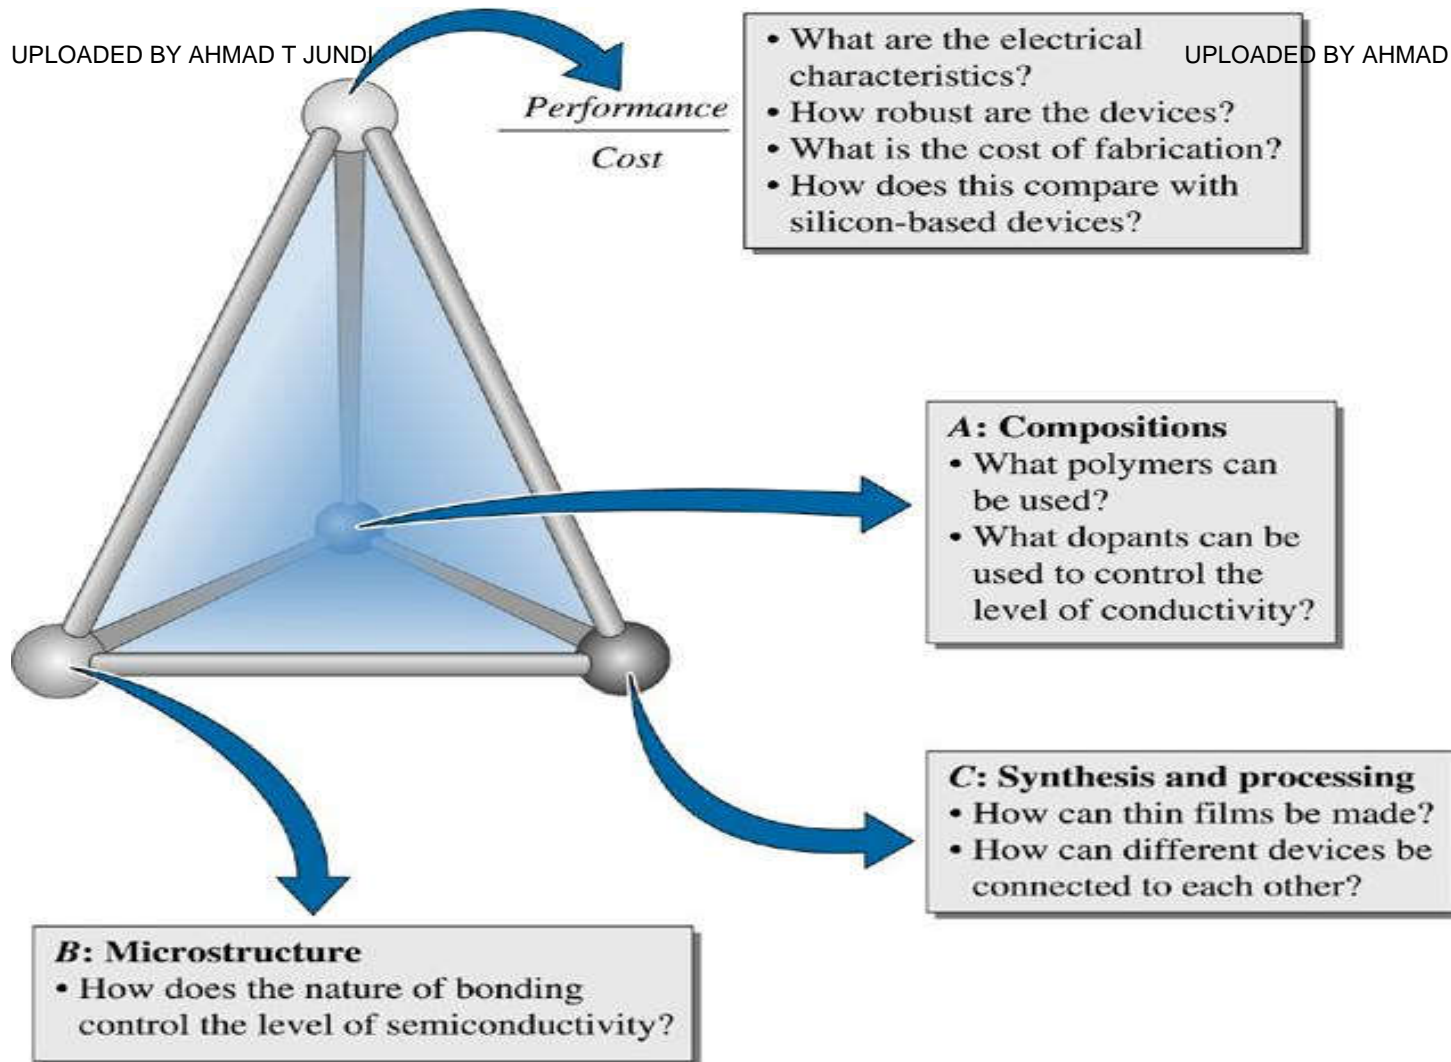 UPLOADED BY AHMAD T JUNDI
UPLOADED BY AHMAD
Performance
Cost
• What are the electrical
characteristics?
• How robust are the devices?
• What is the cost of fabrication?
• How does this compare with
silicon-based devices?
A: Compositions
• What polymers can
be used?
• What dopants can be
used to control the
level of conductivity?
C: Synthesis and processing
• How can thin films be made?
• How can different devices be
connected to each other?
B: Microstructure
• How does the nature of bonding
control the level of semiconductivity?